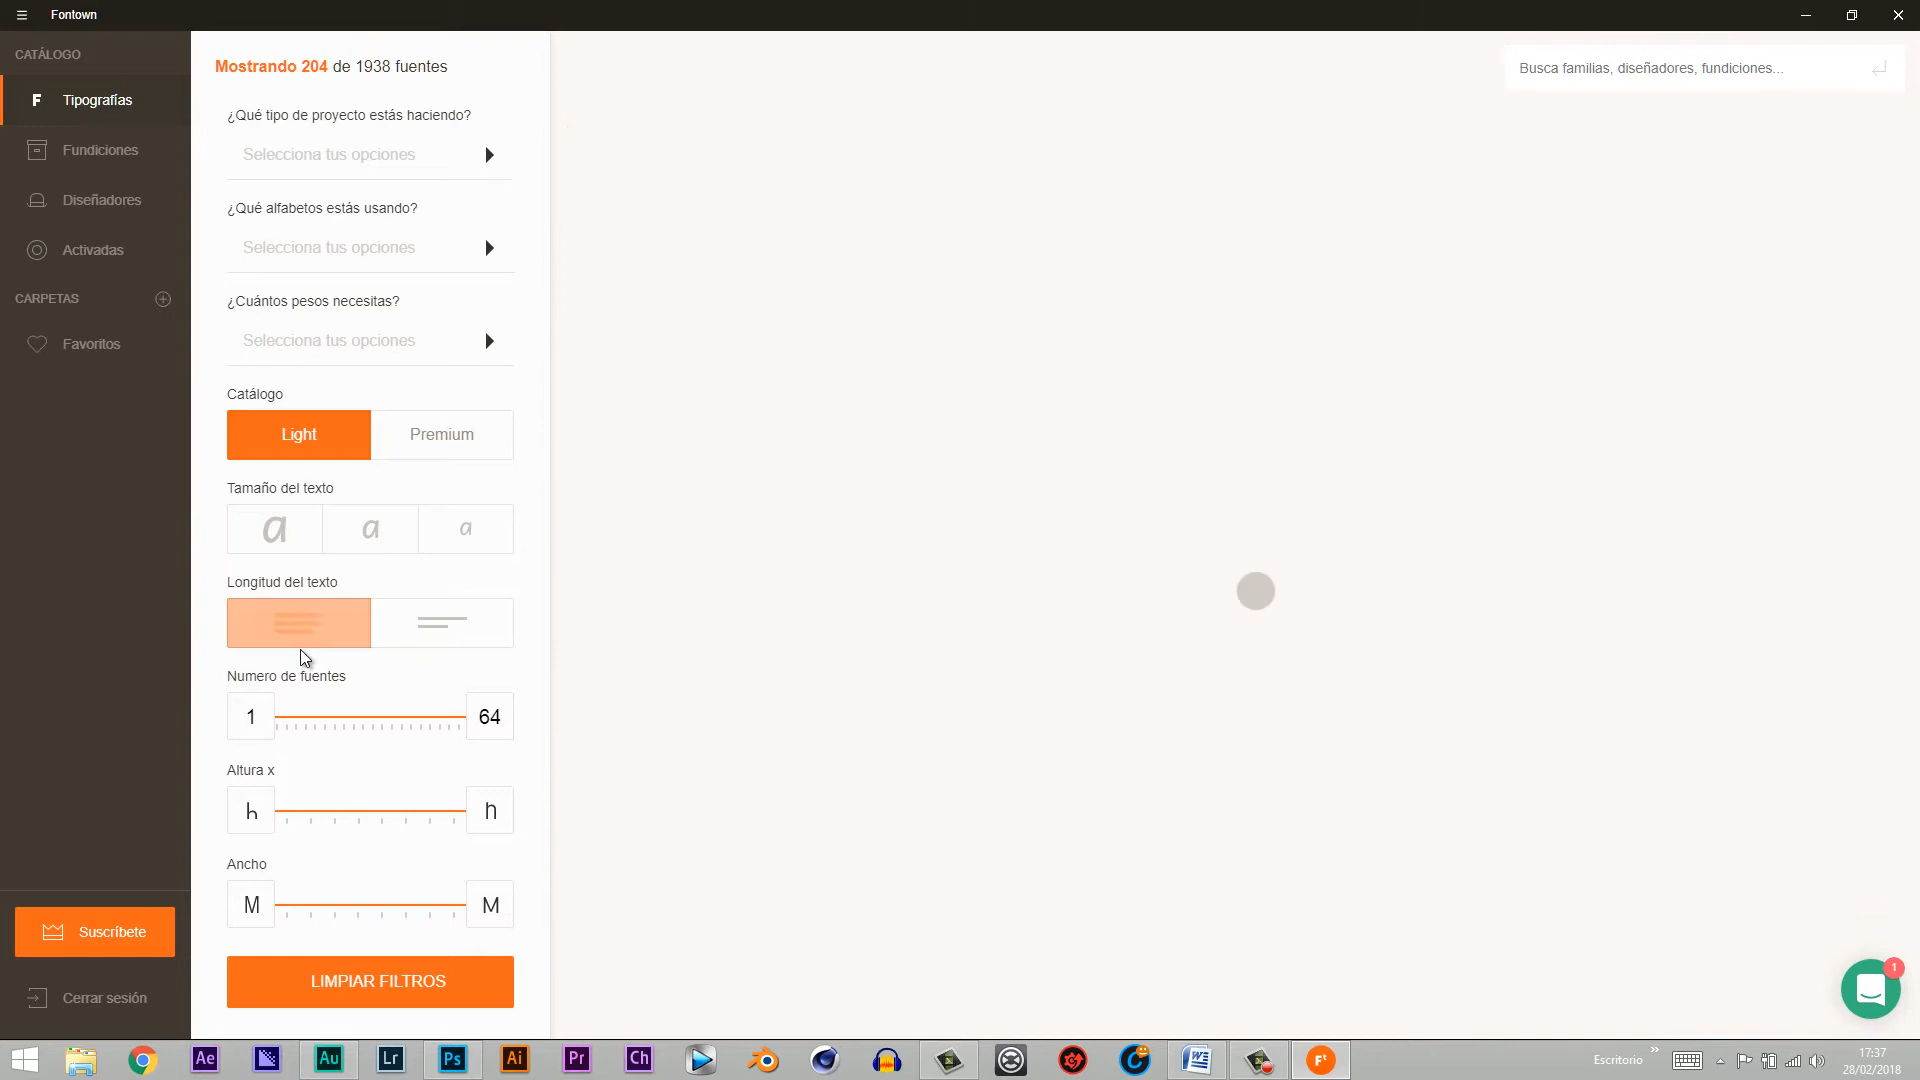 Fontown
CATÁLOGO
F Tipografías
Fundiciones
Diseñadores
Activadas
CARPETAS
Favoritos
Suscríbete
Cerrar sesión
Mostrando 204 de 1938 fuentes
¿Qué tipo de proyecto estás haciendo?
Selecciona tus opciones
¿Qué alfabetos estás usando?
Selecciona tus opciones
¿Cuántos pesos necesitas?
Selecciona tus opciones
Catálogo
Light Premium
Tamaño del texto
a a a
Longitud del texto
Numero de fuentes
1 64
Altura x
h n
Ancho
M M
LIMPIAR FILTROS
Busca familias, diseñadores, fundiciones...
1
Ae Au Lr Ps Ai Pr Ch
Escritorio
17:37
28/02/2018